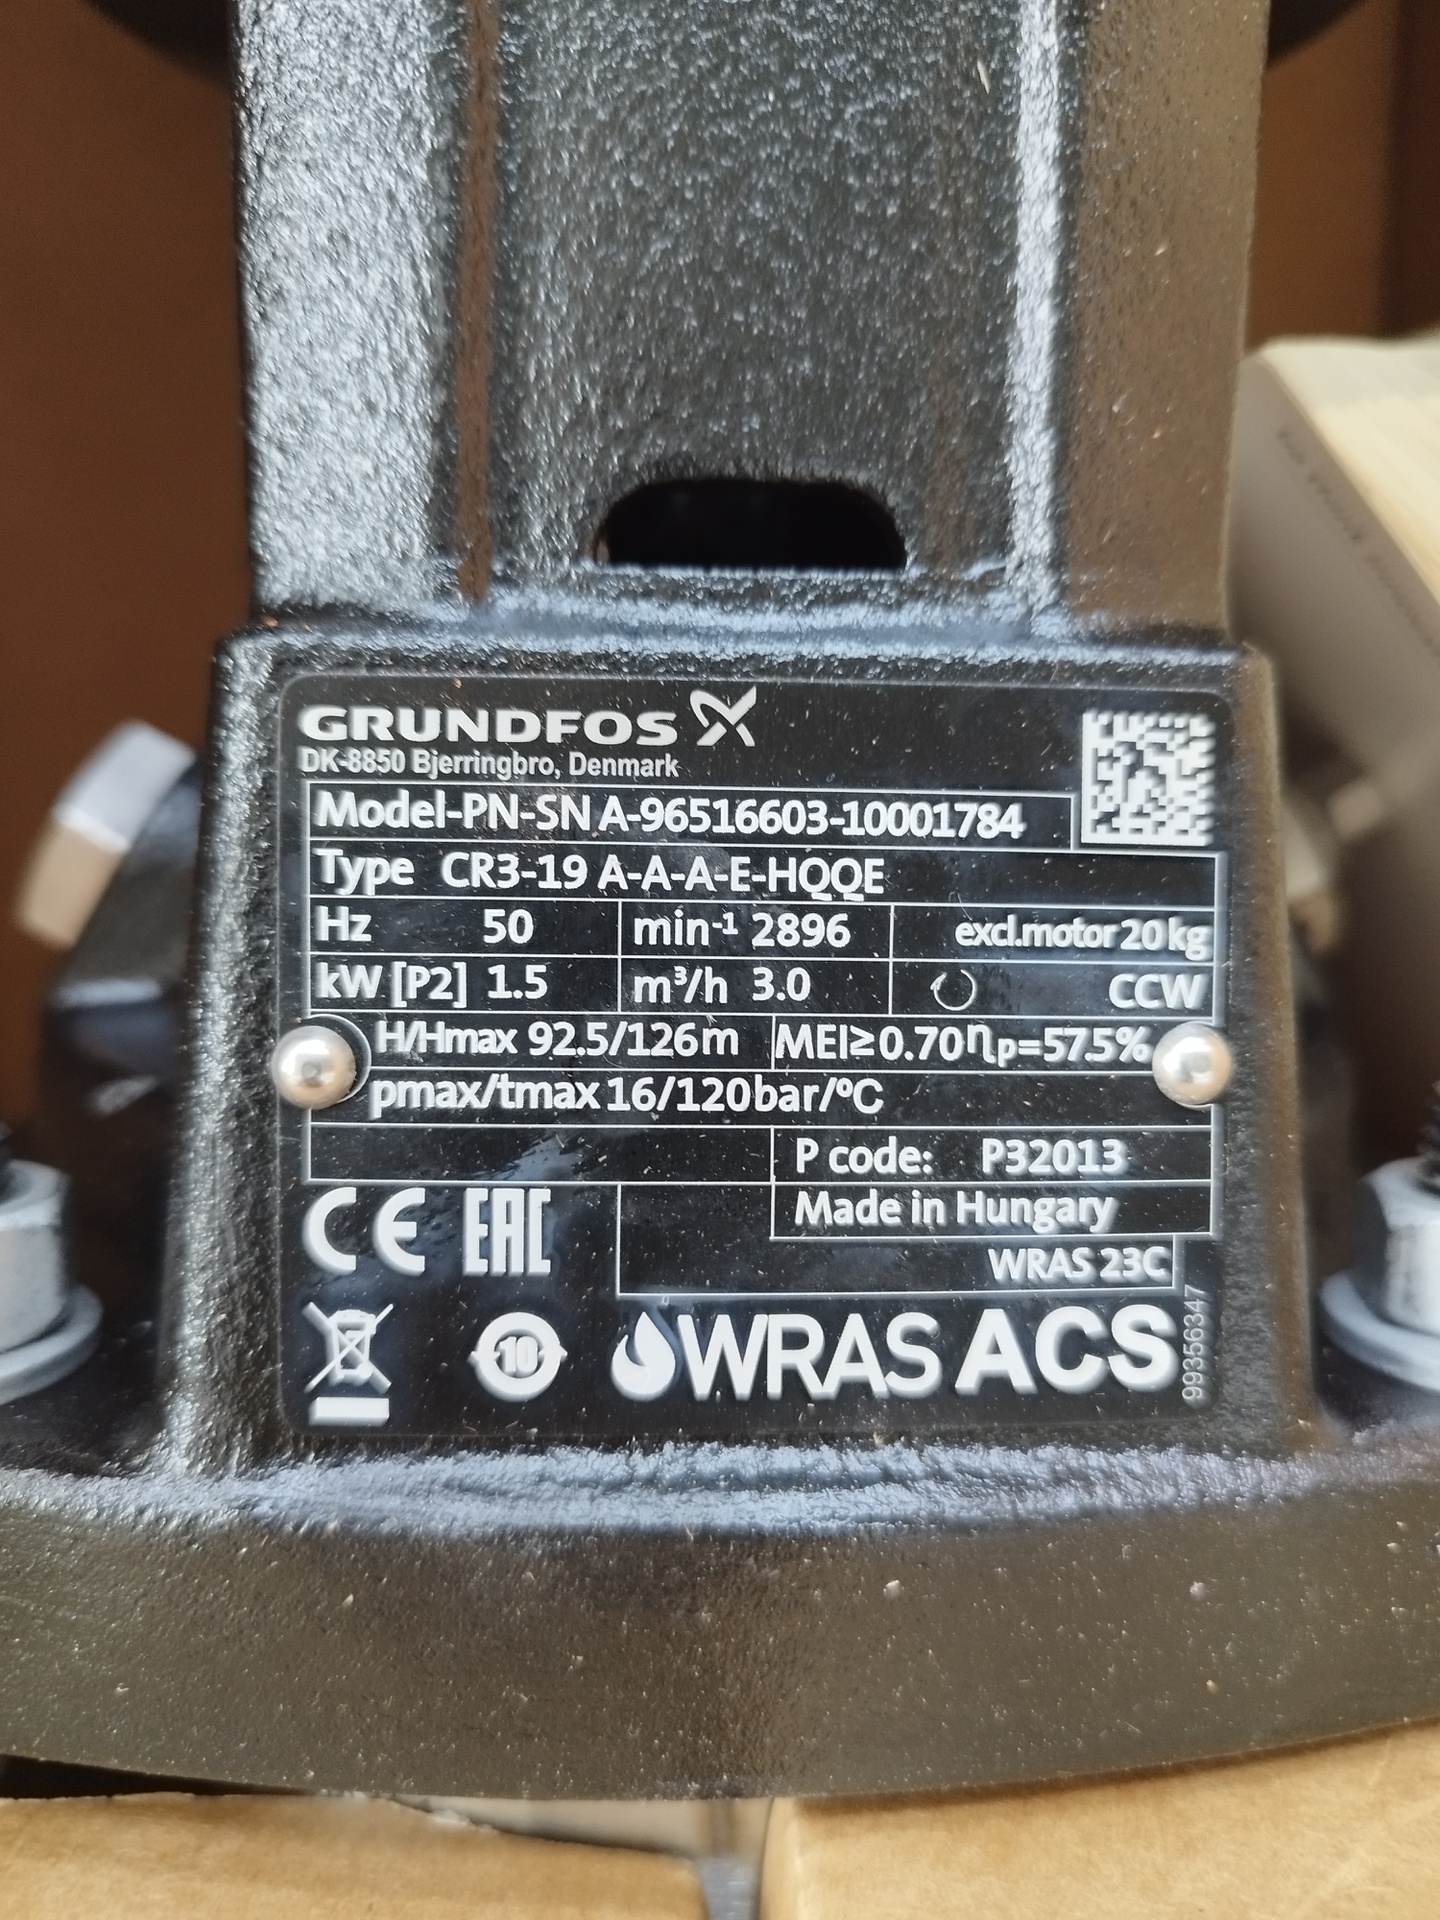 GRUNDFOS
DK-8850 Bjerringbro, Denmark
Model-PN-SN A-96516603-10001784
Type CR3-19 A-A-A-E-HQQE
Hz 50 min⁻¹ 2896 excl.motor 20 kg
kW [P2] 1.5 m³/h 3.0 CCW
H/Hmax 92.5/126 m MEI≥0.70 ηp=57.5%
pmax/tmax 16/120 bar/°C
P code: P32013
Made in Hungary
CE EAC
WRAS 23C
10 WRAS ACS
99356347